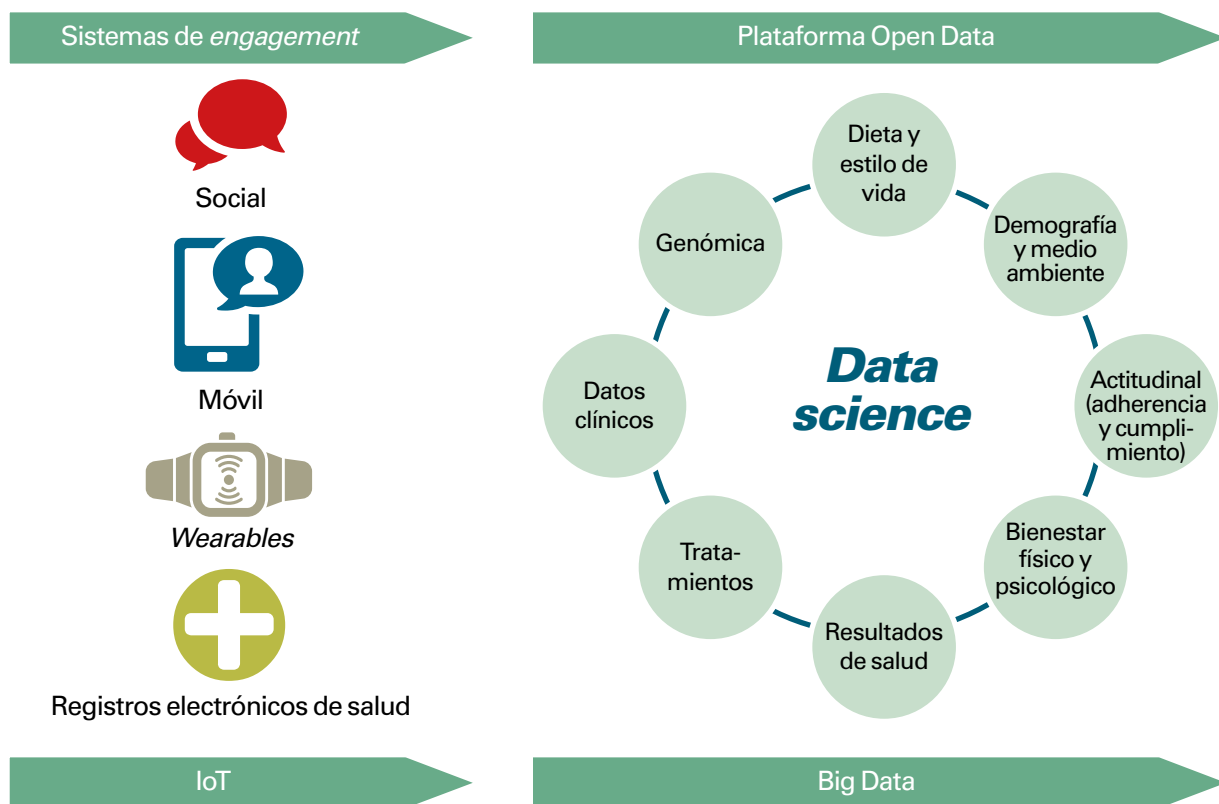 Sistemas de engagement
Social
Móvil
Wearables
Registros electrónicos de salud
IoT
Plataforma Open Data
Dieta y
estilo de
vida
Demografía
y medio
ambiente
Actitudinal
(adherencia
y cumpli-
miento)
Bienestar
físico y
psicológico
Resultados
de salud
Trata-
mientos
Datos
clínicos
Genómica
Data
science
Big Data